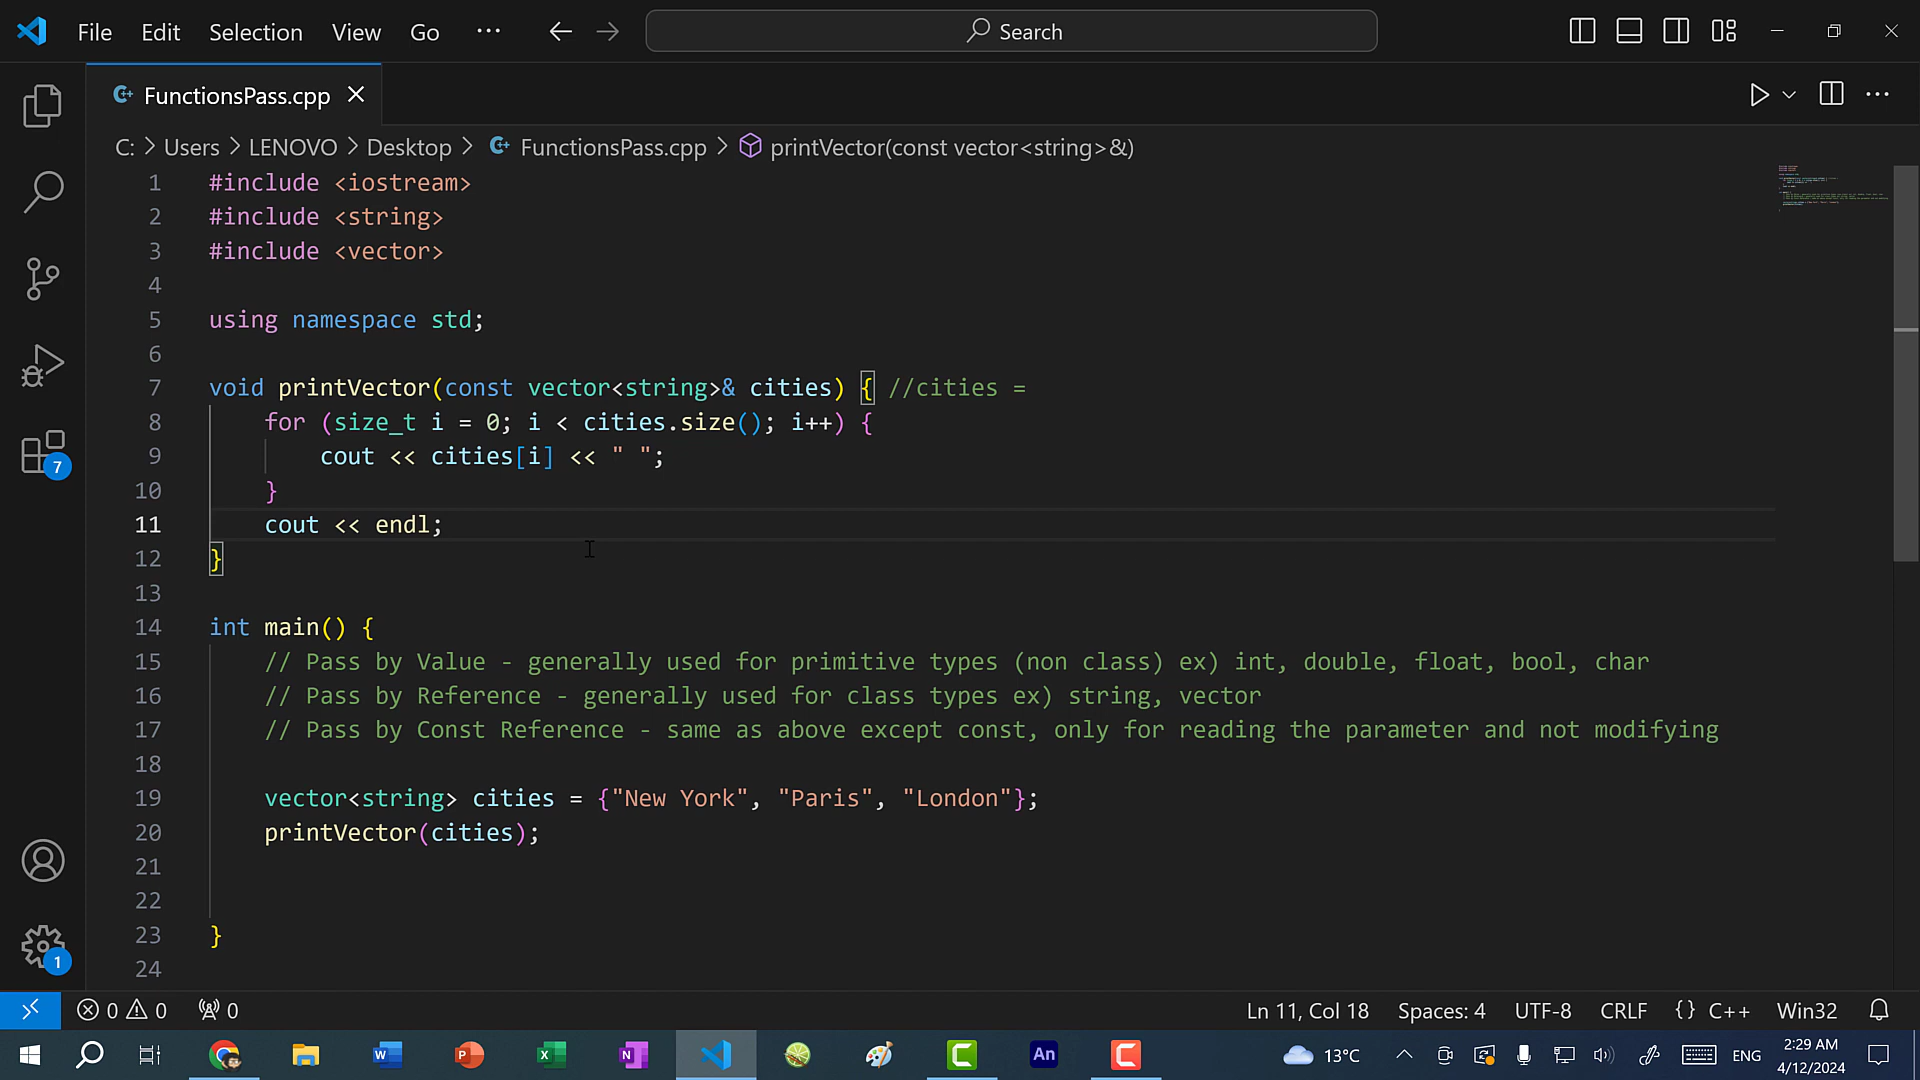 File Edit Selection View Go ··· Search
FunctionsPass.cpp
C: > Users > LENOVO > Desktop > FunctionsPass.cpp > printVector(const vector<string>&)
1 #include <iostream>
2 #include <string>
3 #include <vector>
4
5 using namespace std;
6
7 void printVector(const vector<string>& cities) { //cities =
8 for (size_t i = 0; i < cities.size(); i++) {
9 cout << cities[i] << " ";
10 }
11 cout << endl;
12 }
13
14 int main() {
15 // Pass by Value - generally used for primitive types (non class) ex) int, double, float, bool, char
16 // Pass by Reference - generally used for class types ex) string, vector
17 // Pass by Const Reference - same as above except const, only for reading the parameter and not modifying
18
19 vector<string> cities = {"New York", "Paris", "London"};
20 printVector(cities);
21
22
23 }
24
7
1
0 0 0 Ln 11, Col 18 Spaces: 4 UTF-8 CRLF {} C++ Win32
An 13°C ENG 2:29 AM
4/12/2024